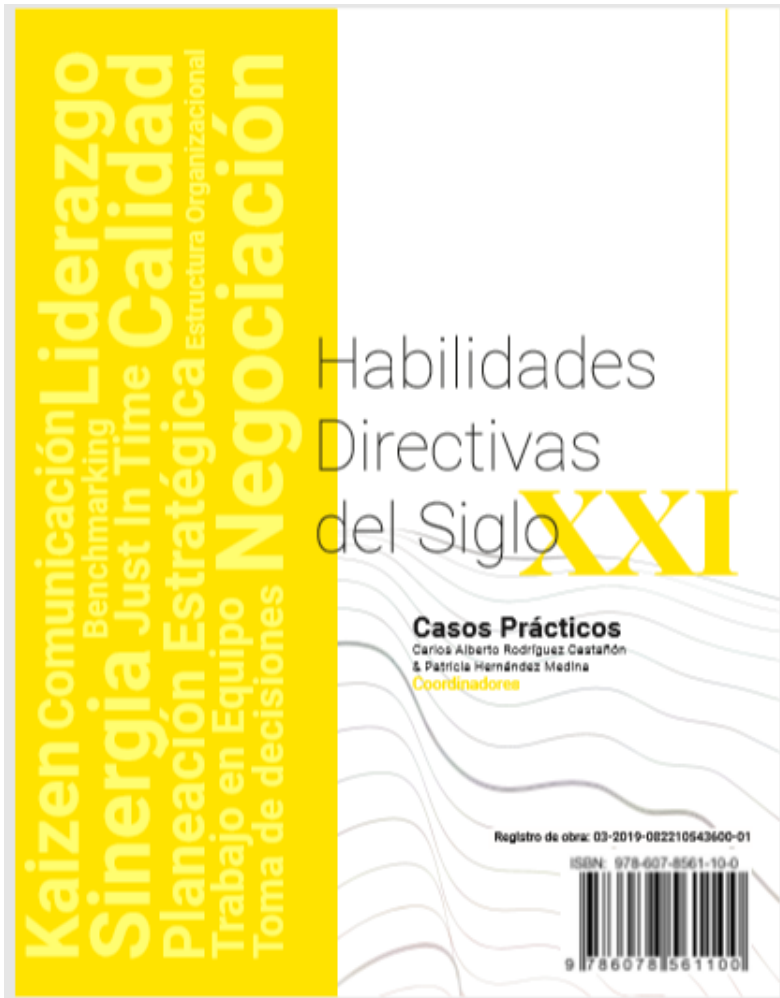 Kaizen Comunicación Liderazgo
Benchmarking
Sinergia Just In Time Calidad
Planeación Estratégica Estructura Organizacional
Trabajo en Equipo Negociación
Toma de decisiones
Habilidades
Directivas
del Siglo XXI
Casos Prácticos
Carlos Alberto Rodríguez Castañón
& Patricia Hernández Medina
Coordinadores
Registro de obra: 03-2019-082210543600-01
ISBN: 978-607-8561-10-0
9 786078 561100